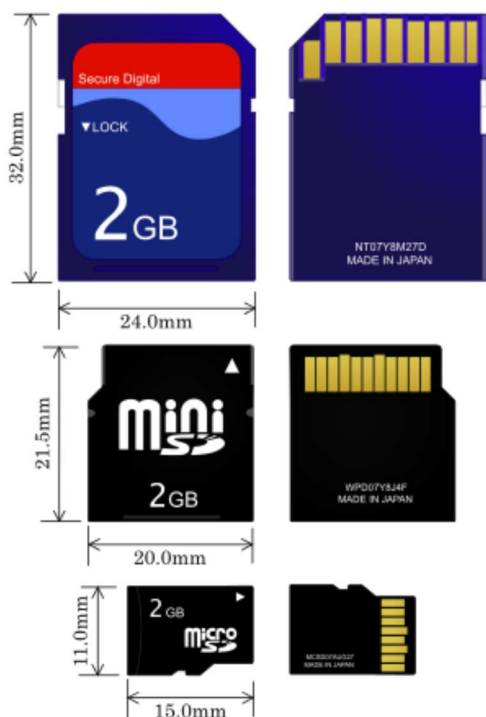 Secure Digital
▼LOCK
2GB
32.0mm
24.0mm
NT07Y8M27D
MADE IN JAPAN
mini
SD
2GB
21.5mm
20.0mm
WPD07Y8J4F
MADE IN JAPAN
2GB
micro
SD
11.0mm
15.0mm
MADE IN JAPAN